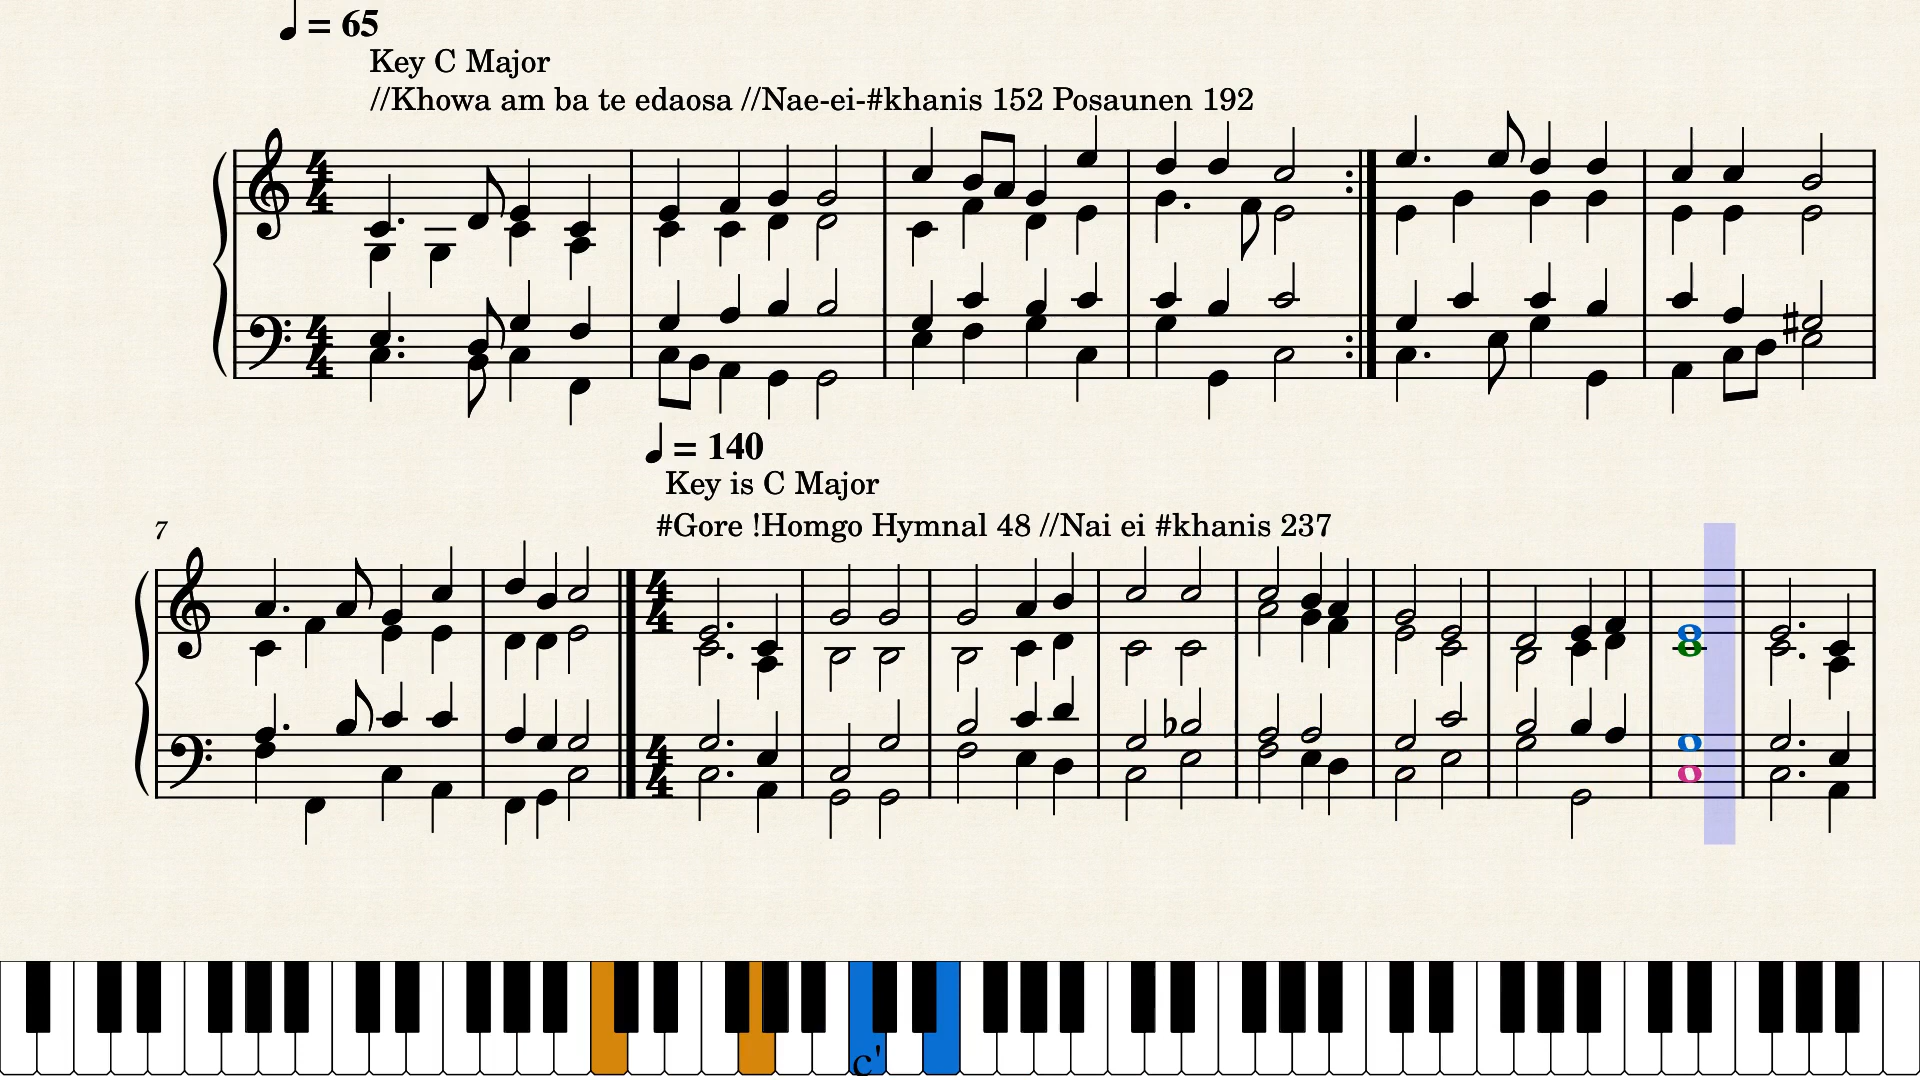 ♩ = 65
Key C Major
//Khowa am ba te edaosa //Nae-ei-#khanis 152 Posaunen 192
♩ = 140
Key is C Major
#Gore !Homgo Hymnal 48 //Nai ei #khanis 237
7
c'